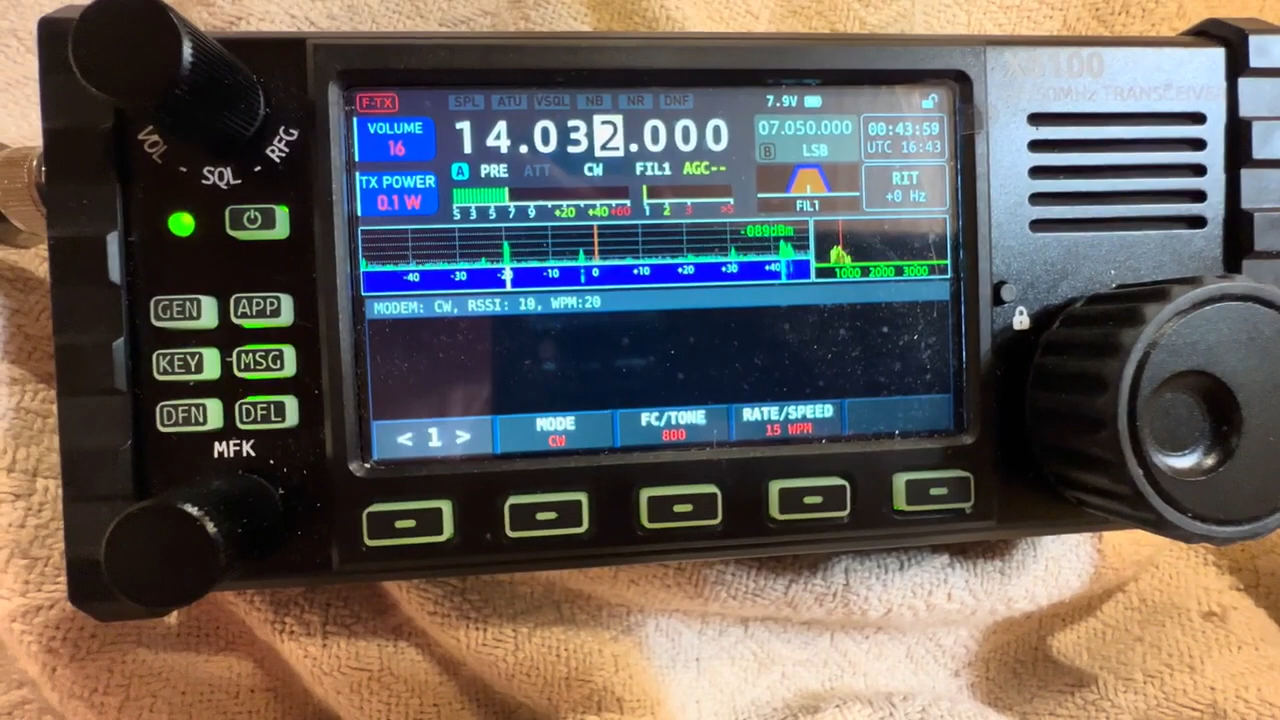 6100
50MHz TRANSCEIVER
F-TX SPL ATU VSQL NB NR DNF 7.9V
VOLUME
16
14.032.000
07.050.000
B LSB
00:43:59
UTC 16:43
A PRE ATT CW FIL1 AGC--
TX POWER
0.1 W
S 3 5 7 9 +20 +40 +60 1 2 3 >5
FIL1
RIT
+0 Hz
-089dBm
-40 -30 -20 -10 0 +10 +20 +30 +40
1000 2000 3000
MODEM: CW, RSSI: 19, WPM:20
< 1 >
MODE
CW
FC/TONE
800
RATE/SPEED
15 WPM
VOL - SQL - RFG
GEN APP
KEY - MSG
DFN DFL
MFK